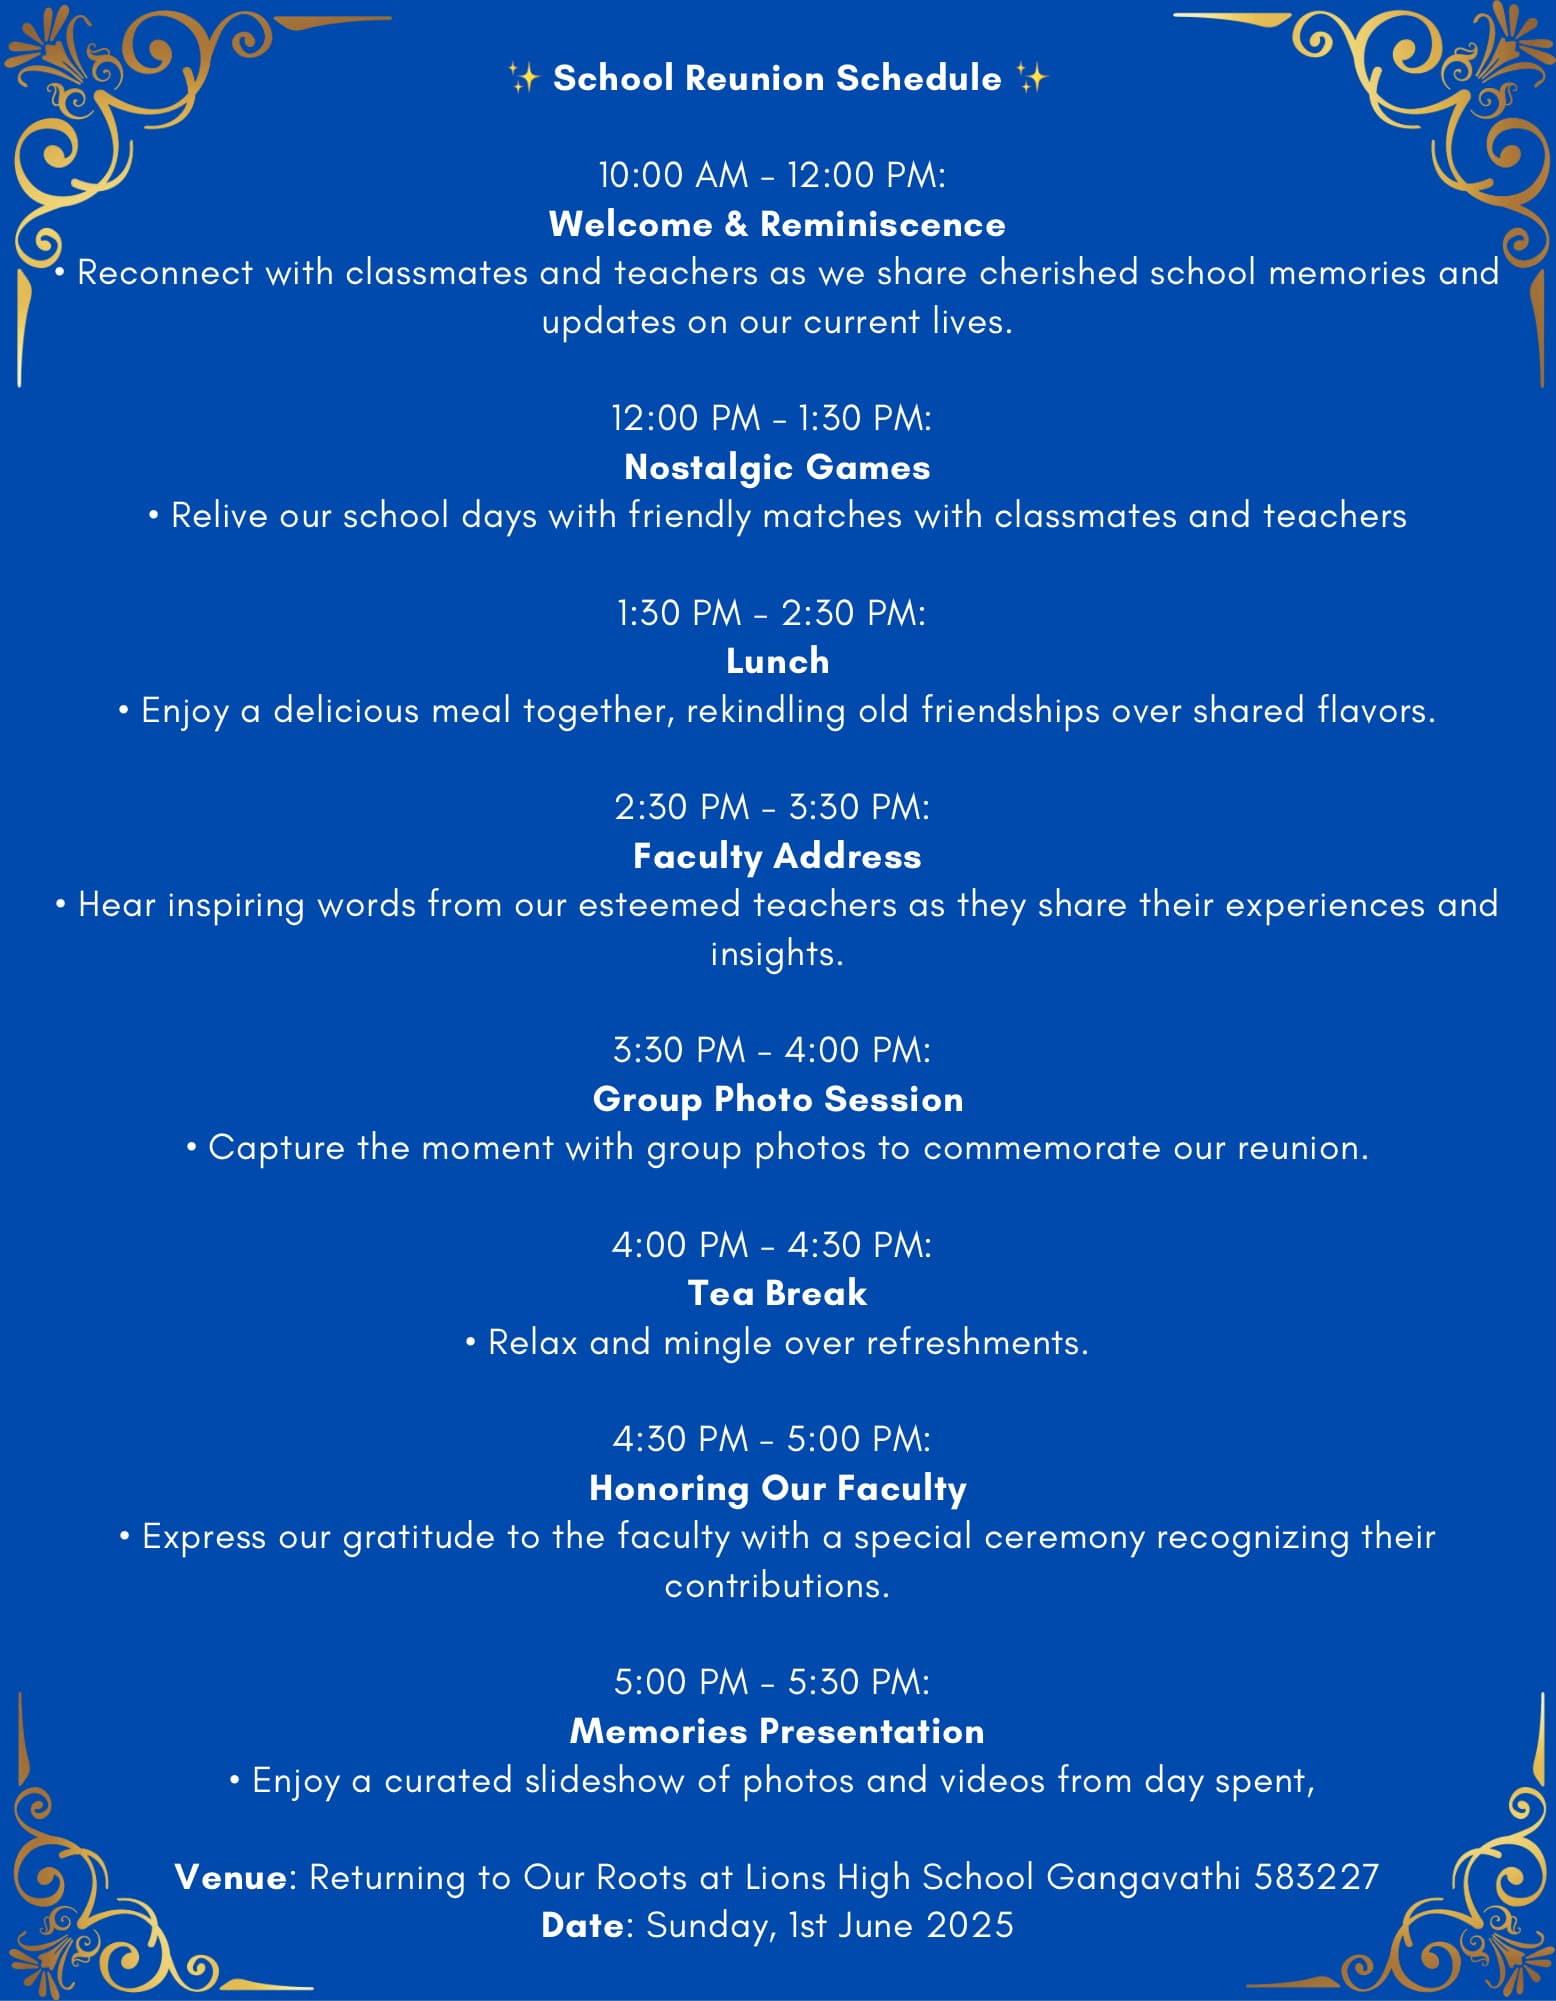 ✨ School Reunion Schedule ✨
10:00 AM – 12:00 PM:
Welcome & Reminiscence
• Reconnect with classmates and teachers as we share cherished school memories and
updates on our current lives.
12:00 PM – 1:30 PM:
Nostalgic Games
• Relive our school days with friendly matches with classmates and teachers
1:30 PM – 2:30 PM:
Lunch
• Enjoy a delicious meal together, rekindling old friendships over shared flavors.
2:30 PM – 3:30 PM:
Faculty Address
• Hear inspiring words from our esteemed teachers as they share their experiences and
insights.
3:30 PM – 4:00 PM:
Group Photo Session
• Capture the moment with group photos to commemorate our reunion.
4:00 PM – 4:30 PM:
Tea Break
• Relax and mingle over refreshments.
4:30 PM – 5:00 PM:
Honoring Our Faculty
• Express our gratitude to the faculty with a special ceremony recognizing their
contributions.
5:00 PM – 5:30 PM:
Memories Presentation
• Enjoy a curated slideshow of photos and videos from day spent,
Venue: Returning to Our Roots at Lions High School Gangavathi 583227
Date: Sunday, 1st June 2025